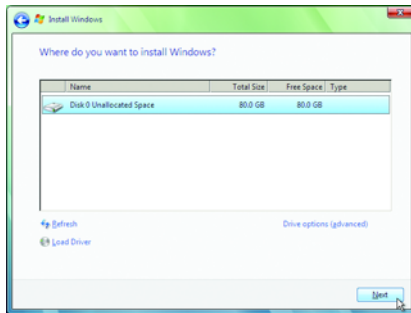 Install Windows
Where do you want to install Windows?
Name Total Size Free Space Type
Disk 0 Unallocated Space 80.0 GB 80.0 GB
Refresh Drive options (advanced)
Load Driver
Next